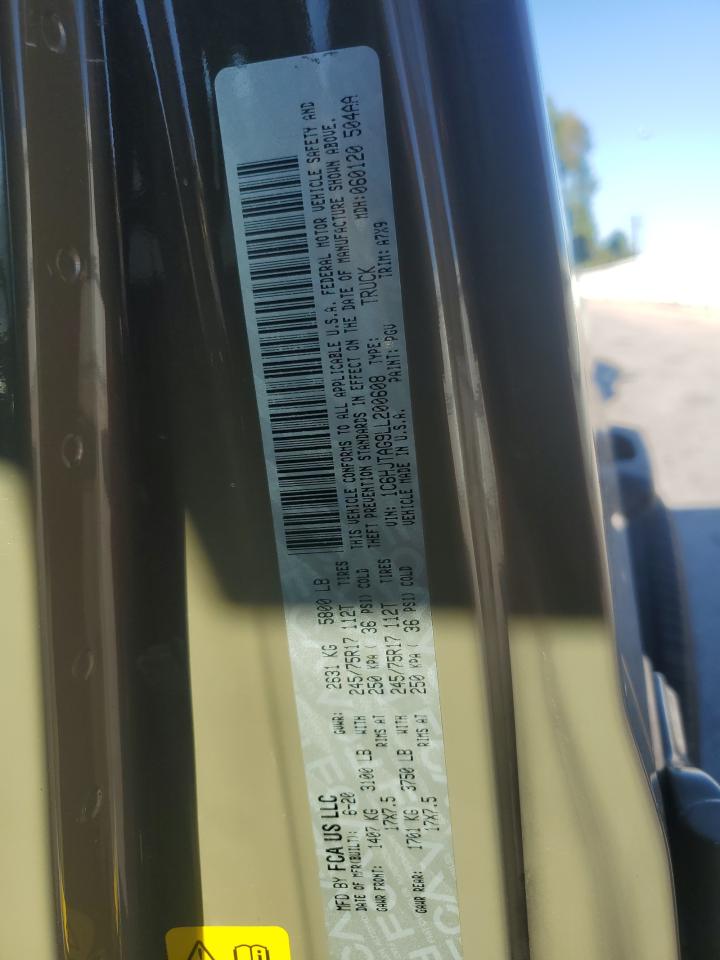 MFD BY FCA US LLC
DATE OF MFR(BUILT): 6-20 GVWR: 2631 KG 5800 LB
GAWR FRONT: 1407 KG 3100 LB WITH 245/75R17 112T TIRES
17X7.5 RIMS AT 250 KPA ( 36 PSI) COLD
GAWR REAR: 1701 KG 3750 LB WITH 245/75R17 112T TIRES
17X7.5 RIMS AT 250 KPA ( 36 PSI) COLD
THIS VEHICLE CONFORMS TO ALL APPLICABLE U.S.A. FEDERAL MOTOR VEHICLE SAFETY AND
THEFT PREVENTION STANDARDS IN EFFECT ON THE DATE OF MANUFACTURE SHOWN ABOVE.
VIN: 1C6HJTAG9LL200608 TYPE: TRUCK MDH:060120 504AA
VEHICLE MADE IN U.S.A. PAINT: PGV TRIM: A7X9